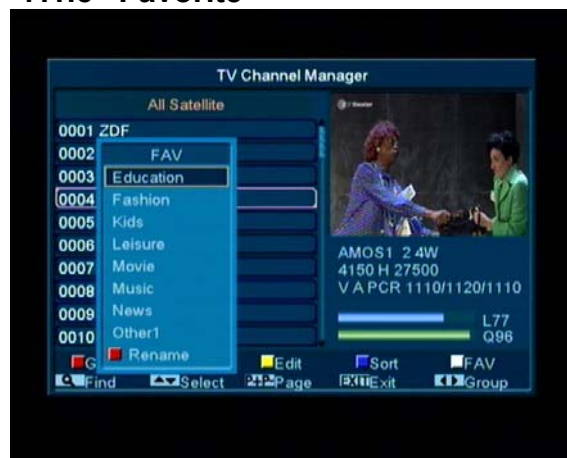 TV Channel Manager
All Satellite
0001 ZDF
0002
0003
0004
0005
0006
0007
0008
0009
0010
FAV
Education
Fashion
Kids
Leisure
Movie
Music
News
Other1
Rename
AMOS1 2 4W
4150 H 27500
V A PCR 1110/1120/1110
L77
Q96
G Edit Sort FAV
Find Select P+P- Page EXIT Exit Group